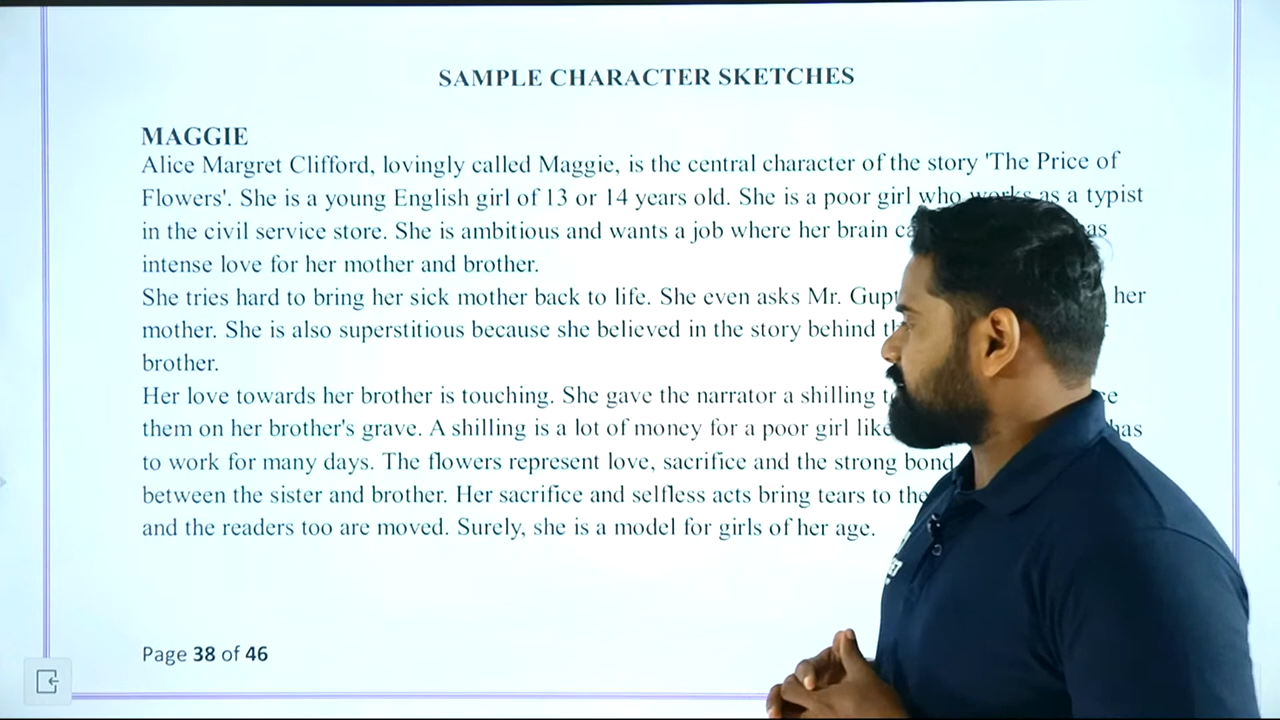 SAMPLE CHARACTER SKETCHES
MAGGIE
Alice Margret Clifford, lovingly called Maggie, is the central character of the story 'The Price of
Flowers'. She is a young English girl of 13 or 14 years old. She is a poor girl who works as a typist
in the civil service store. She is ambitious and wants a job where her brain as
intense love for her mother and brother.
She tries hard to bring her sick mother back to life. She even asks Mr. her
mother. She is also superstitious because she believed in the story behind
brother.
Her love towards her brother is touching. She gave the narrator a shilling
them on her brother's grave. A shilling is a lot of money for a poor girl like has
to work for many days. The flowers represent love, sacrifice and the strong bond
between the sister and brother. Her sacrifice and selfless acts bring tears to the
and the readers too are moved. Surely, she is a model for girls of her age.
Page 38 of 46